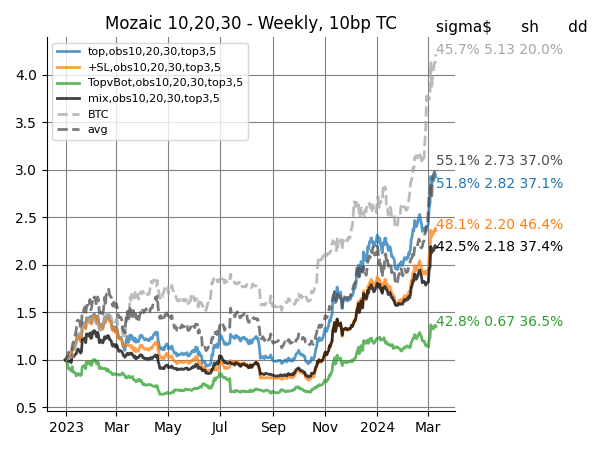 Mozaic 10,20,30 - Weekly, 10bp TC
sigma$ sh dd
top,obs10,20,30,top3,5
+SL,obs10,20,30,top3,5
TopvBot,obs10,20,30,top3,5
mix,obs10,20,30,top3,5
BTC
avg
45.7% 5.13 20.0%
55.1% 2.73 37.0%
51.8% 2.82 37.1%
48.1% 2.20 46.4%
42.5% 2.18 37.4%
42.8% 0.67 36.5%
4.0
3.5
3.0
2.5
2.0
1.5
1.0
0.5
2023 Mar May Jul Sep Nov 2024 Mar